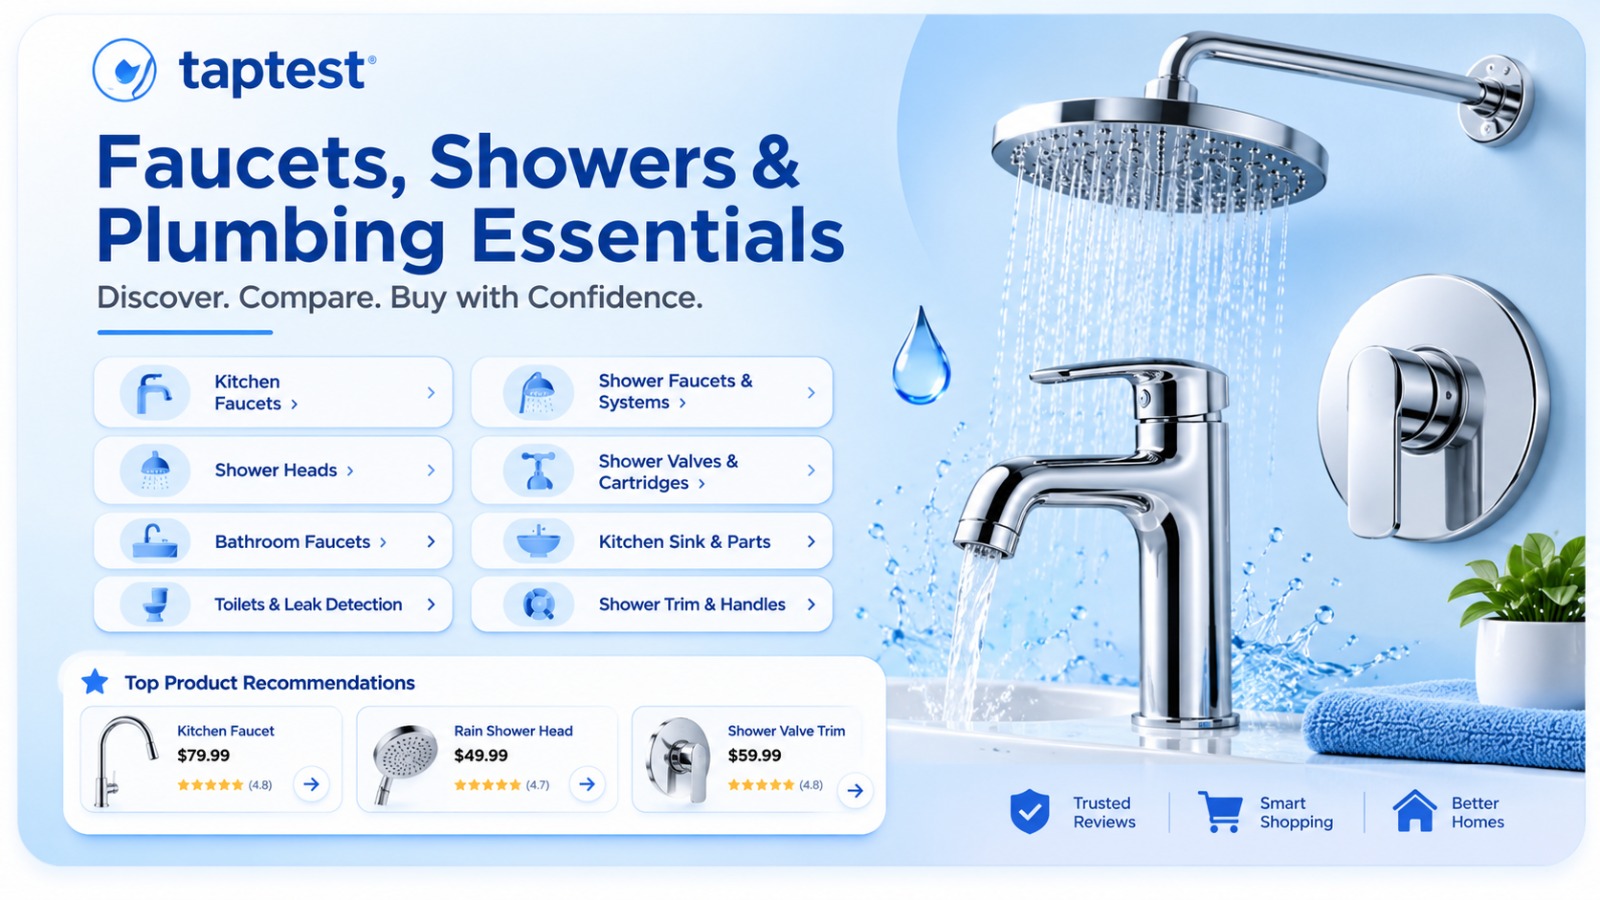 taptest®
Faucets, Showers &
Plumbing Essentials
Discover. Compare. Buy with Confidence.
Kitchen
Faucets >
Shower Faucets &
Systems >
Shower Heads >
Shower Valves &
Cartridges >
Bathroom Faucets >
Kitchen Sink & Parts
Toilets & Leak Detection
Shower Trim & Handles
Top Product Recommendations
Kitchen Faucet
$79.99
(4.8)
Rain Shower Head
$49.99
(4.7)
Shower Valve Trim
$59.99
(4.8)
Trusted
Reviews
Smart
Shopping
Better
Homes